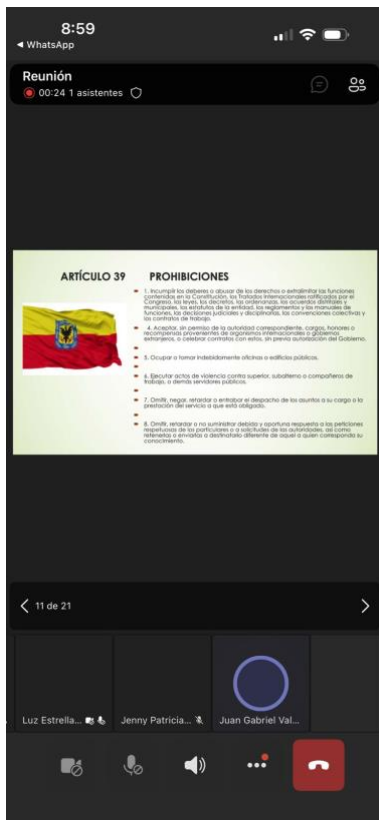 8:59
WhatsApp
Reunión
00:24 1 asistentes
ARTÍCULO 39
PROHIBICIONES
1. Incumplir los deberes o abusar de los derechos o extralimitar las funciones
contenidas en la Constitución, los Tratados Internacionales ratificados por el
Congreso, las leyes, los decretos, las ordenanzas, los acuerdos distritales y
municipales, los estatutos de la entidad, los reglamentos y los manuales de
funciones, las decisiones judiciales y disciplinarias, las convenciones colectivas y
los contratos de trabajo.
4. Aceptar, sin permiso de la autoridad correspondiente, cargos, honores o
recompensas provenientes de organismos internacionales o gobiernos
extranjeros, o celebrar contratos con estos, sin previa autorización del Gobierno.
5. Ocupar o tomar indebidamente oficinas o edificios públicos.
6. Ejecutar actos de violencia contra superior, subalterno o compañeros de
trabajo, o demás servidores públicos.
7. Omitir, negar, retardar o entrabar el despacho de los asuntos a su cargo o la
prestación del servicio a que está obligado.
8. Omitir, retardar o no suministrar debida y oportuna respuesta a las peticiones
respetuosas de los particulares o a solicitudes de las autoridades, así como
retenerlas o enviarlas a destinatario diferente de aquel a quien corresponda su
conocimiento.
11 de 21
Luz Estrella...
Jenny Patricia...
Juan Gabriel Val...